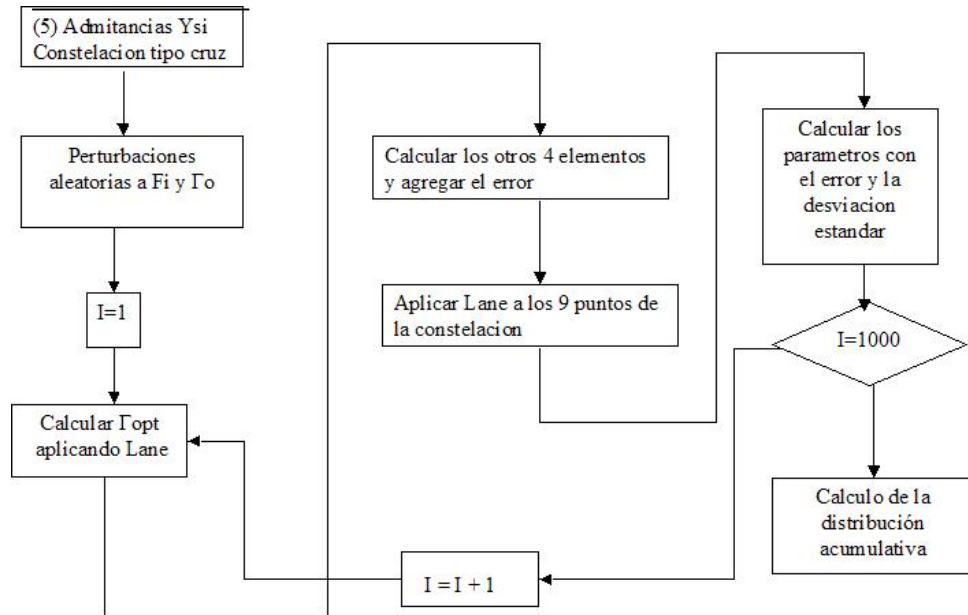 (5) Admitancias Ysi
Constelacion tipo cruz
Perturbaciones
aleatorias a Fi y Γo
I=1
Calcular Γopt
aplicando Lane
Calcular los otros 4 elementos
y agregar el error
Aplicar Lane a los 9 puntos de
la constelacion
Calcular los
parametros con
el error y la
desviacion
estandar
I=1000
I = I + 1
Calculo de la
distribución
acumulativa